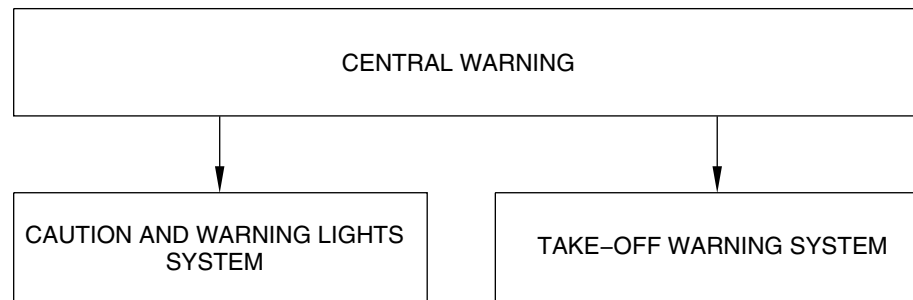 CENTRAL WARNING
CAUTION AND WARNING LIGHTS
SYSTEM
TAKE−OFF WARNING SYSTEM